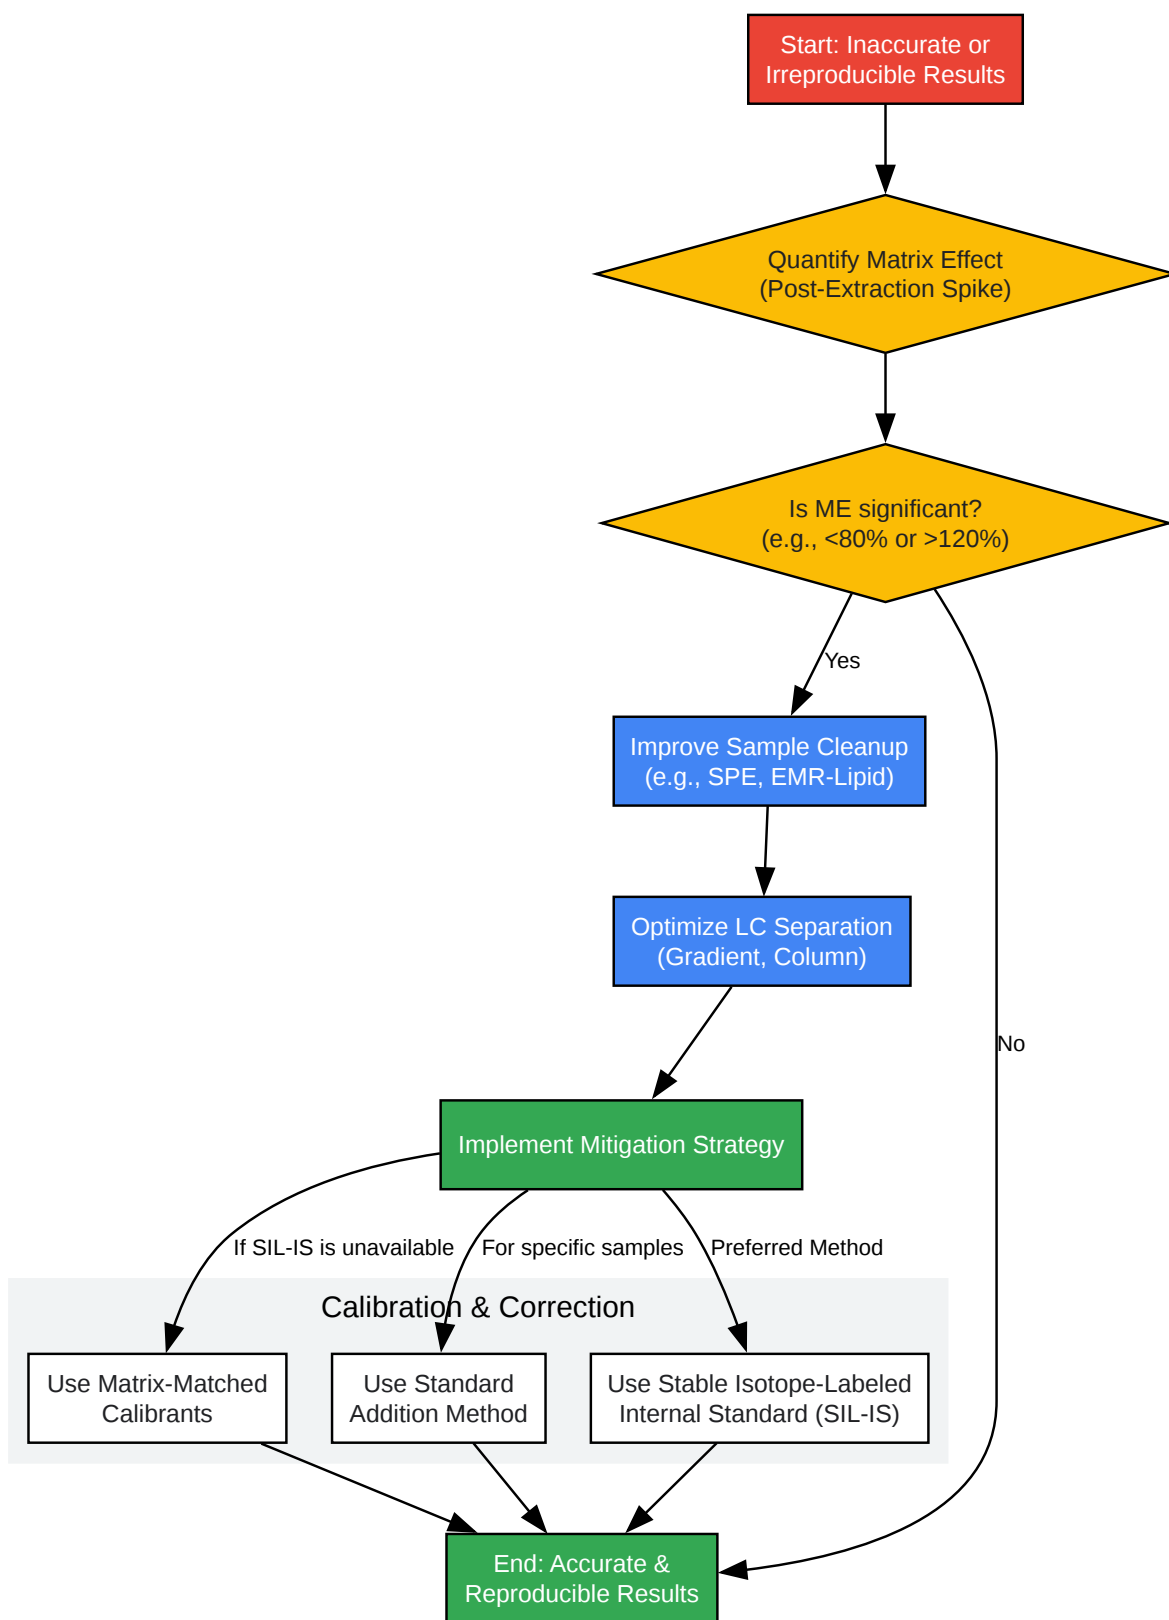 Start: Inaccurate or
Irreproducible Results
Quantify Matrix Effect
(Post-Extraction Spike)
Is ME significant?
(e.g., <80% or >120%)
Yes
Improve Sample Cleanup
(e.g., SPE, EMR-Lipid)
Optimize LC Separation
(Gradient, Column)
No
Implement Mitigation Strategy
If SIL-IS is unavailable
For specific samples
Preferred Method
Calibration & Correction
Use Matrix-Matched
Calibrants
Use Standard
Addition Method
Use Stable Isotope-Labeled
Internal Standard (SIL-IS)
End: Accurate &
Reproducible Results